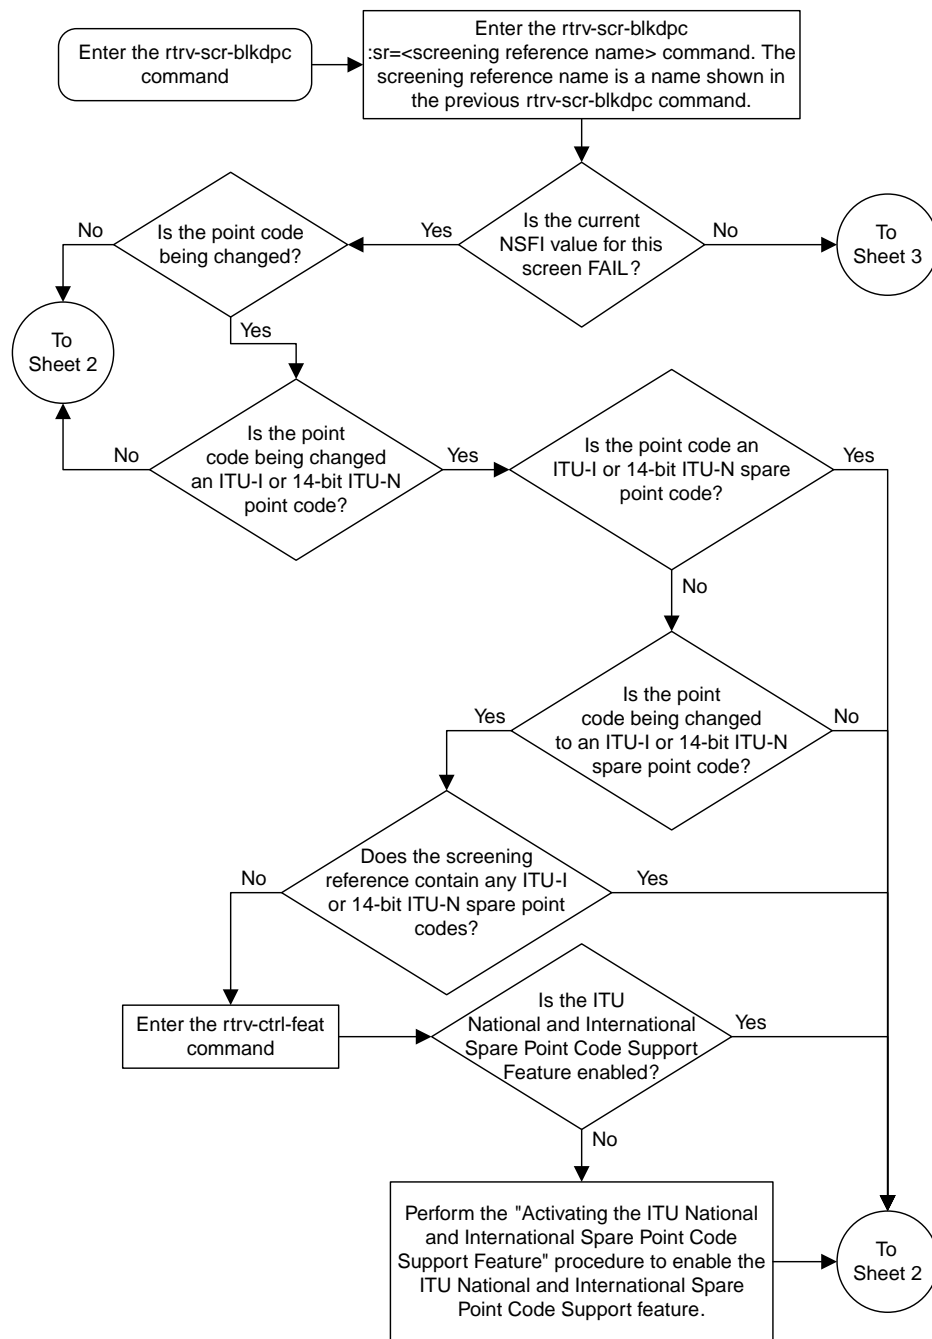 Enter the rtrv-scr-blkdpc
command
Enter the rtrv-scr-blkdpc
:sr=<screening reference name> command. The
screening reference name is a name shown in
the previous rtrv-scr-blkdpc command.
Is the current
NSFI value for this
screen FAIL?
Yes
No
To
Sheet 3
Is the point code
being changed?
No
Yes
To
Sheet 2
Is the point
code being changed
an ITU-I or 14-bit ITU-N
point code?
No
Yes
Is the point code an
ITU-I or 14-bit ITU-N spare
point code?
Yes
No
Is the point
code being changed
to an ITU-I or 14-bit ITU-N
spare point code?
Yes
No
Does the screening
reference contain any ITU-I
or 14-bit ITU-N spare point
codes?
No
Yes
Enter the rtrv-ctrl-feat
command
Is the ITU
National and International
Spare Point Code Support
Feature enabled?
Yes
No
Perform the "Activating the ITU National
and International Spare Point Code
Support Feature" procedure to enable the
ITU National and International Spare
Point Code Support feature.
To
Sheet 2